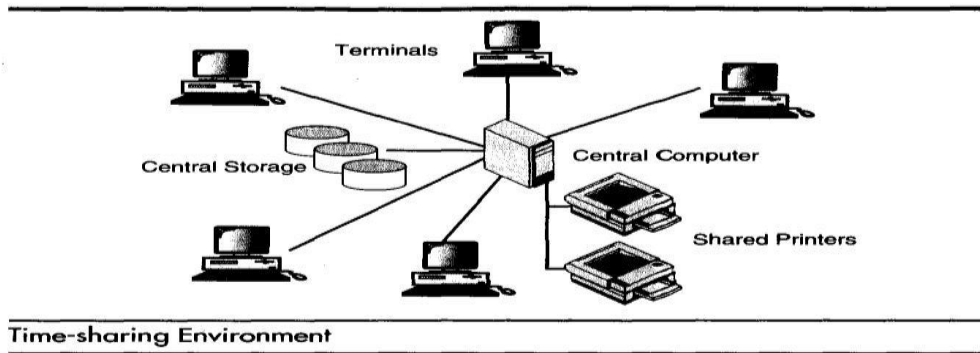 Terminals
Central Storage
Central Computer
Shared Printers
Time-sharing Environment